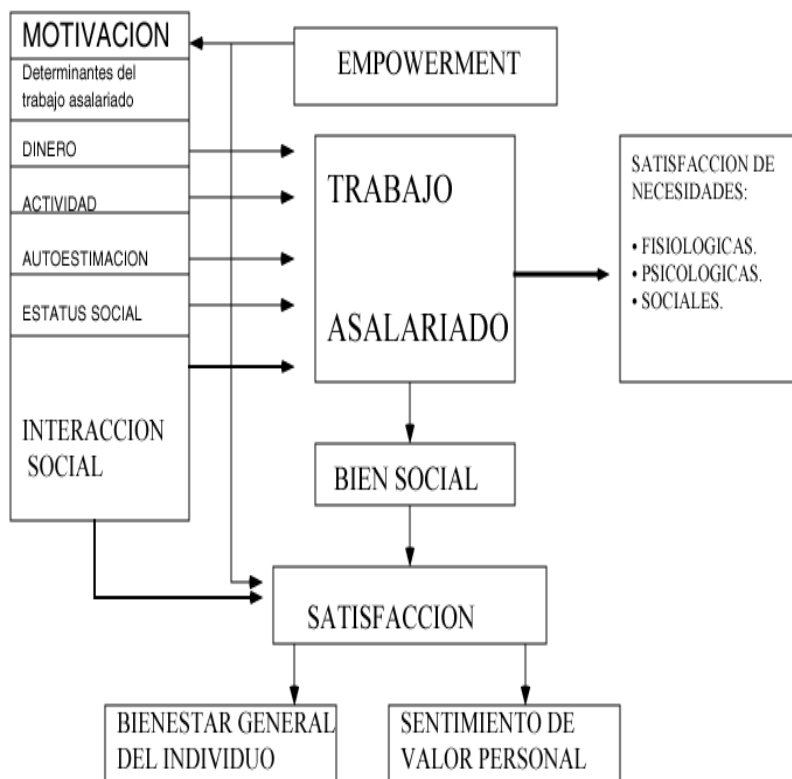 MOTIVACION
Determinantes del
trabajo asalariado
DINERO
ACTIVIDAD
AUTOESTIMACION
ESTATUS SOCIAL
INTERACCION
SOCIAL
EMPOWERMENT
TRABAJO
ASALARIADO
SATISFACCION DE
NECESIDADES:
• FISIOLOGICAS.
• PSICOLOGICAS.
• SOCIALES.
BIEN SOCIAL
SATISFACCION
BIENESTAR GENERAL
DEL INDIVIDUO
SENTIMIENTO DE
VALOR PERSONAL